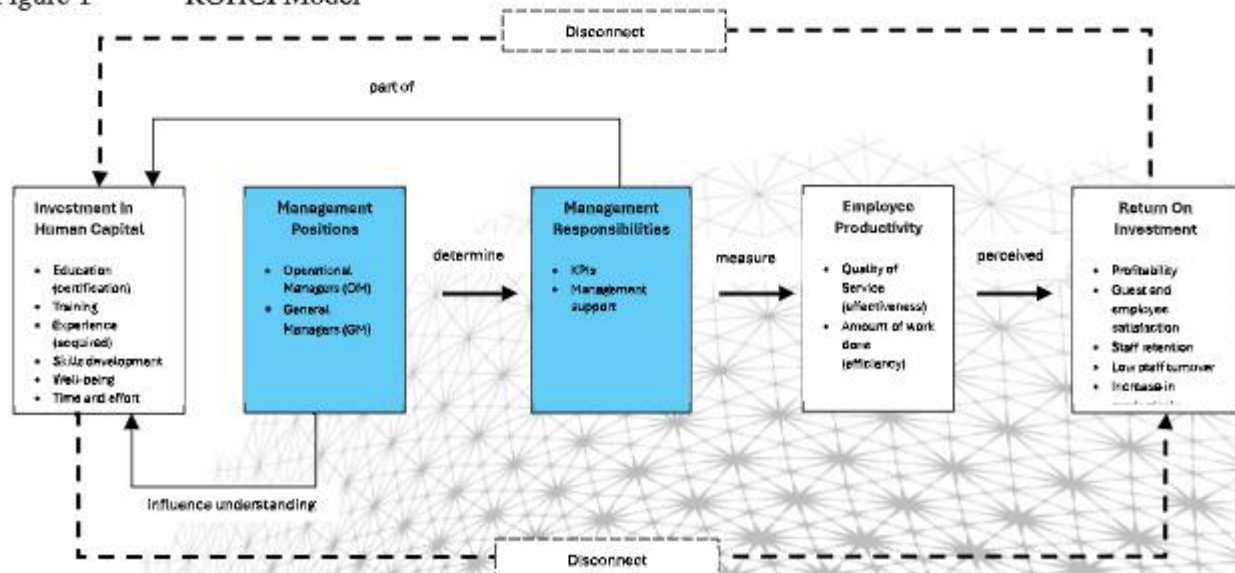 Figure 1 ROHCI Model
Disconnect
part of
Investment In
Human Capital
• Education
(certification)
• Training
• Experience
(acquired)
• Skills development
• Well-being
• Time and effort
Management
Positions
• Operational
Managers (OM)
• General
Managers (GM)
determine
Management
Responsibilities
• KPIs
• Management
support
measure
Employee
Productivity
• Quality of
Service
(effectiveness)
• Amount of work
done
(efficiency)
perceived
Return On
Investment
• Profitability
• Guest and
employee
satisfaction
• Staff retention
• Low staff turnover
• Increase in
influence understanding
Disconnect